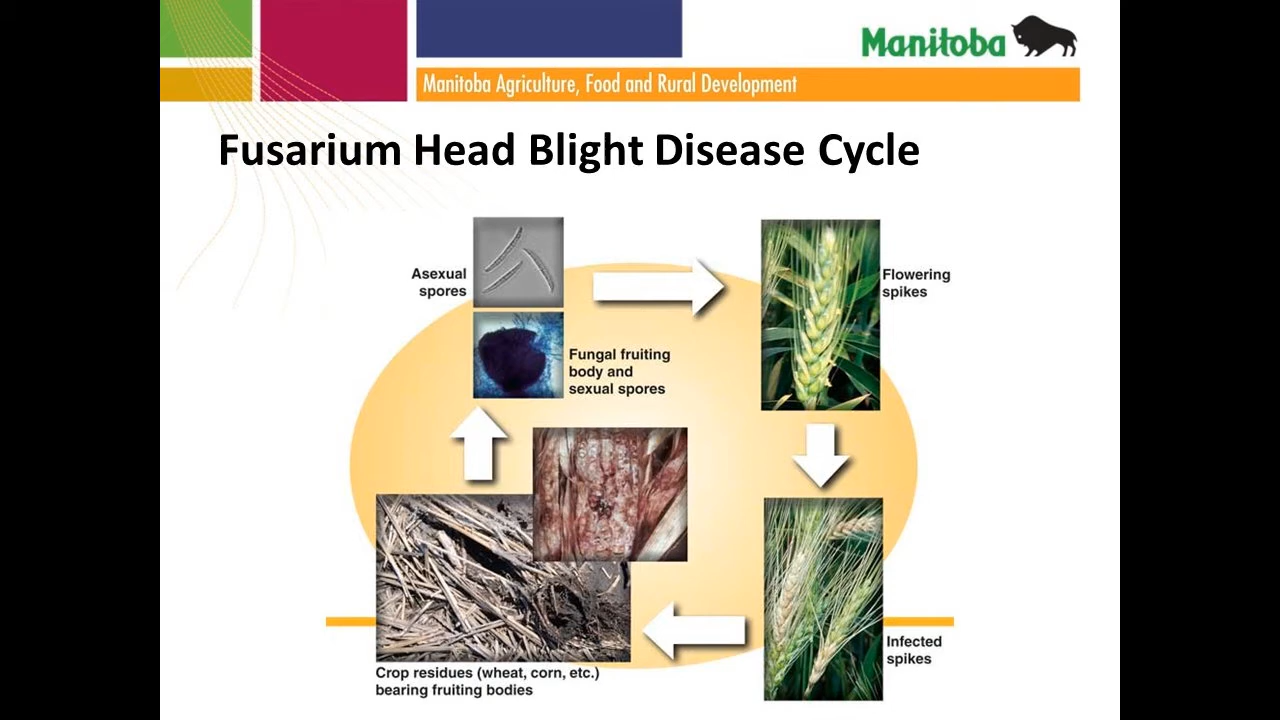 Manitoba
Manitoba Agriculture, Food and Rural Development
Fusarium Head Blight Disease Cycle
Asexual
spores
Flowering
spikes
Fungal fruiting
body and
sexual spores
Infected
spikes
Crop residues (wheat, corn, etc.)
bearing fruiting bodies